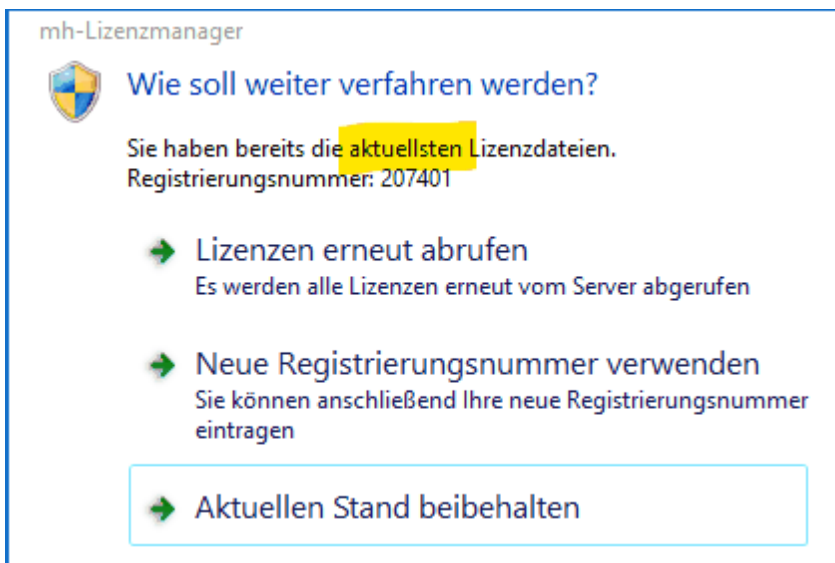 mh-Lizenzmanager
Wie soll weiter verfahren werden?
Sie haben bereits die aktuellsten Lizenzdateien.
Registrierungsnummer: 207401
Lizenzen erneut abrufen
Es werden alle Lizenzen erneut vom Server abgerufen
Neue Registrierungsnummer verwenden
Sie können anschließend Ihre neue Registrierungsnummer
eintragen
Aktuellen Stand beibehalten